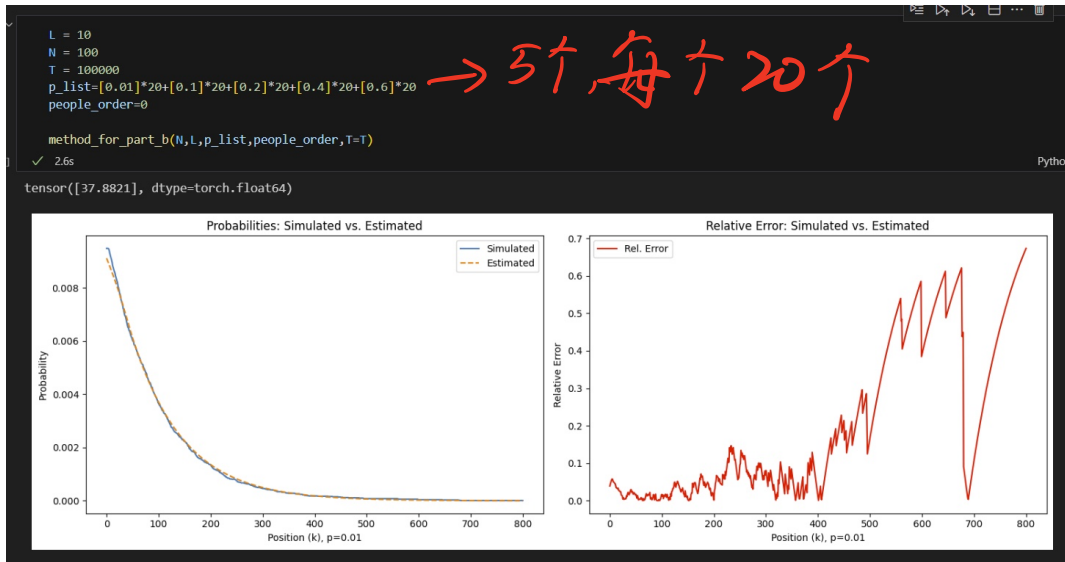 L = 10
N = 100
T = 100000
p_list=[0.01]*20+[0.1]*20+[0.2]*20+[0.4]*20+[0.6]*20
→5个,每个20个
people_order=0
method_for_part_b(N,L,p_list,people_order,T=T)
] ✓ 2.6s
Pytho
tensor([37.8821], dtype=torch.float64)
Probabilities: Simulated vs. Estimated
Simulated
Estimated
Probability
0.008
0.006
0.004
0.002
0.000
0 100 200 300 400 500 600 700 800
Position (k), p=0.01
Relative Error: Simulated vs. Estimated
Rel. Error
Relative Error
0.7
0.6
0.5
0.4
0.3
0.2
0.1
0.0
0 100 200 300 400 500 600 700 800
Position (k), p=0.01